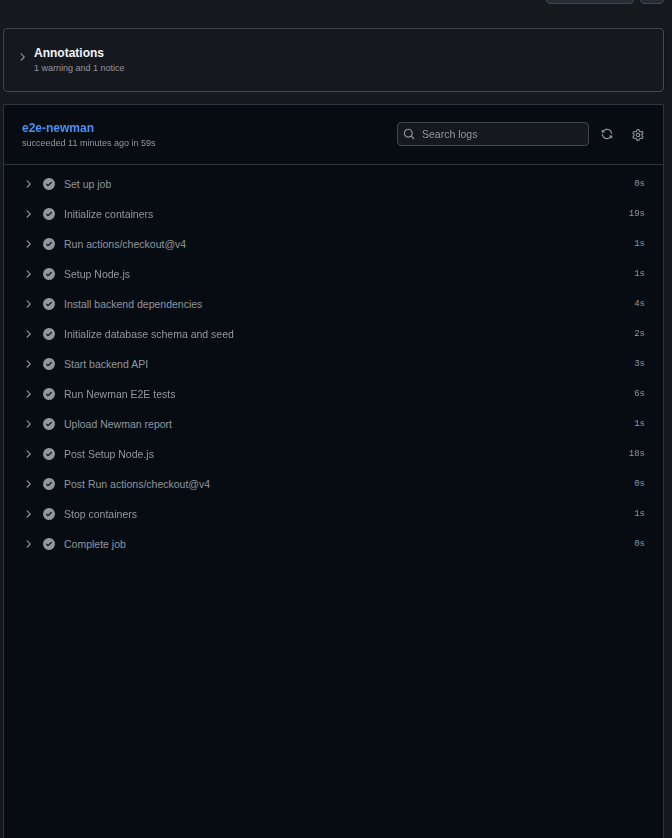 Annotations
1 warning and 1 notice
e2e-newman
succeeded 11 minutes ago in 59s
Search logs
Set up job 0s
Initialize containers 19s
Run actions/checkout@v4 1s
Setup Node.js 1s
Install backend dependencies 4s
Initialize database schema and seed 2s
Start backend API 3s
Run Newman E2E tests 6s
Upload Newman report 1s
Post Setup Node.js 18s
Post Run actions/checkout@v4 0s
Stop containers 1s
Complete job 0s